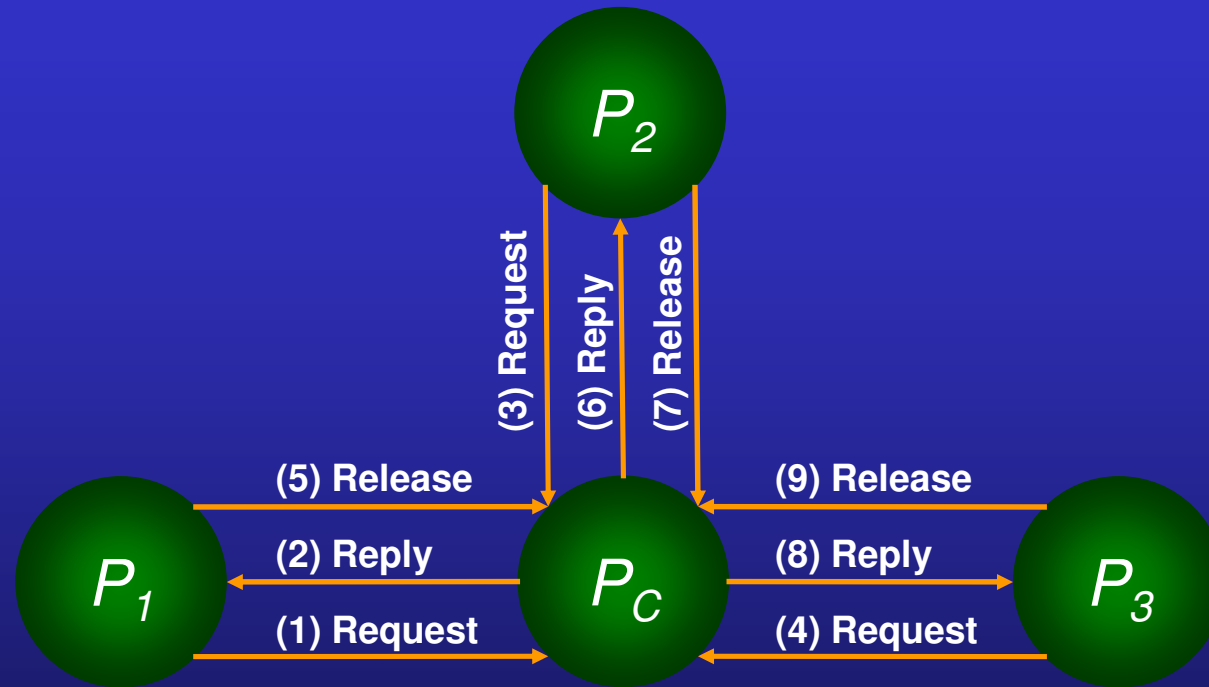 P2
(3) Request
(6) Reply
(7) Release
(5) Release
(9) Release
P1
(2) Reply
PC
(8) Reply
P3
(1) Request
(4) Request